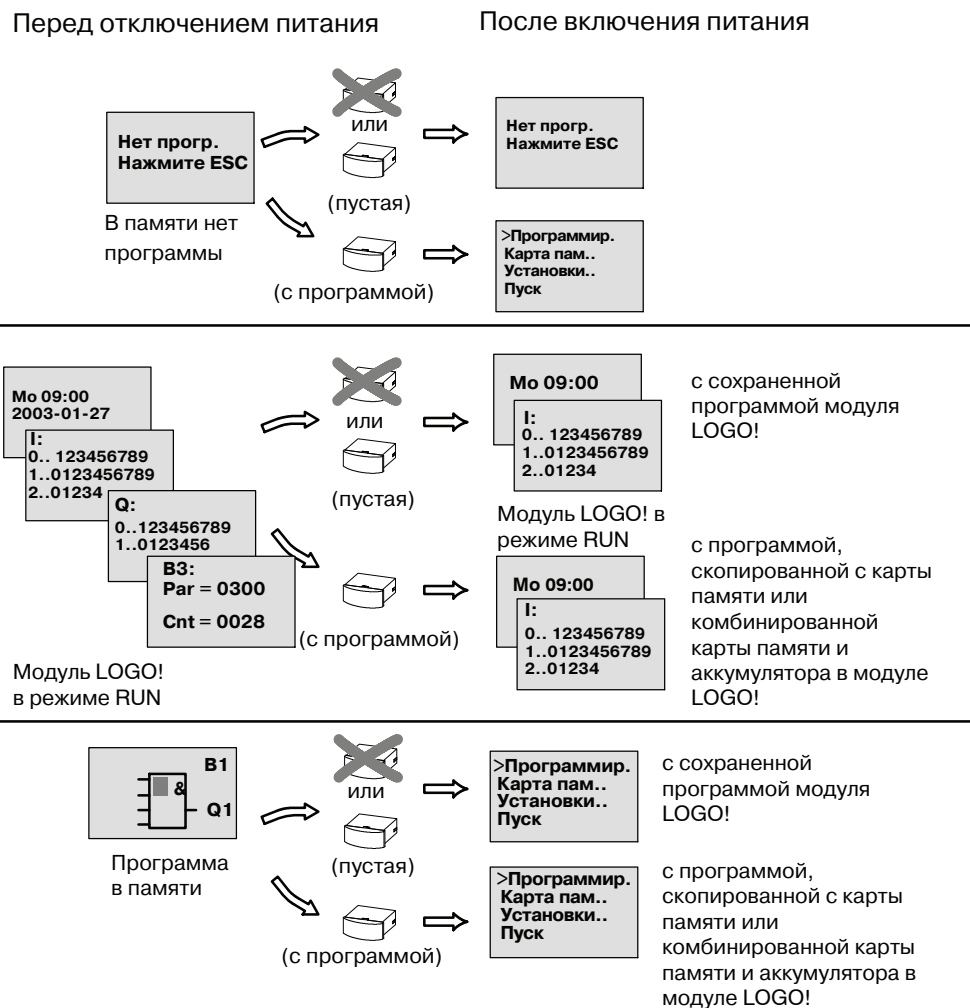 Перед отключением питания
После включения питания
Нет прогр.
Нажмите ESC
В памяти нет
программы
или
(пустая)
(с программой)
Нет прогр.
Нажмите ESC
>Программир.
Карта пам..
Установки..
Пуск
Mo 09:00
2003-01-27
I:
0.. 123456789
1..0123456789
2..01234
Q:
0..123456789
1..0123456
B3:
Par = 0300
Cnt = 0028
Модуль LOGO!
в режиме RUN
или
(пустая)
(с программой)
Mo 09:00
I:
0.. 123456789
1..0123456789
2..01234
Модуль LOGO! в
режиме RUN
Mo 09:00
I:
0.. 123456789
1..0123456789
2..01234
с сохраненной
программой модуля
LOGO!
с программой,
скопированной с карты
памяти или
комбинированной
карты памяти и
аккумулятора в модуле
LOGO!
B1
&
Q1
Программа
в памяти
или
(пустая)
(с программой)
>Программир.
Карта пам..
Установки..
Пуск
>Программир.
Карта пам..
Установки..
Пуск
с сохраненной
программой модуля
LOGO!
с программой,
скопированной с карты
памяти или
комбинированной карты
памяти и аккумулятора в
модуле LOGO!